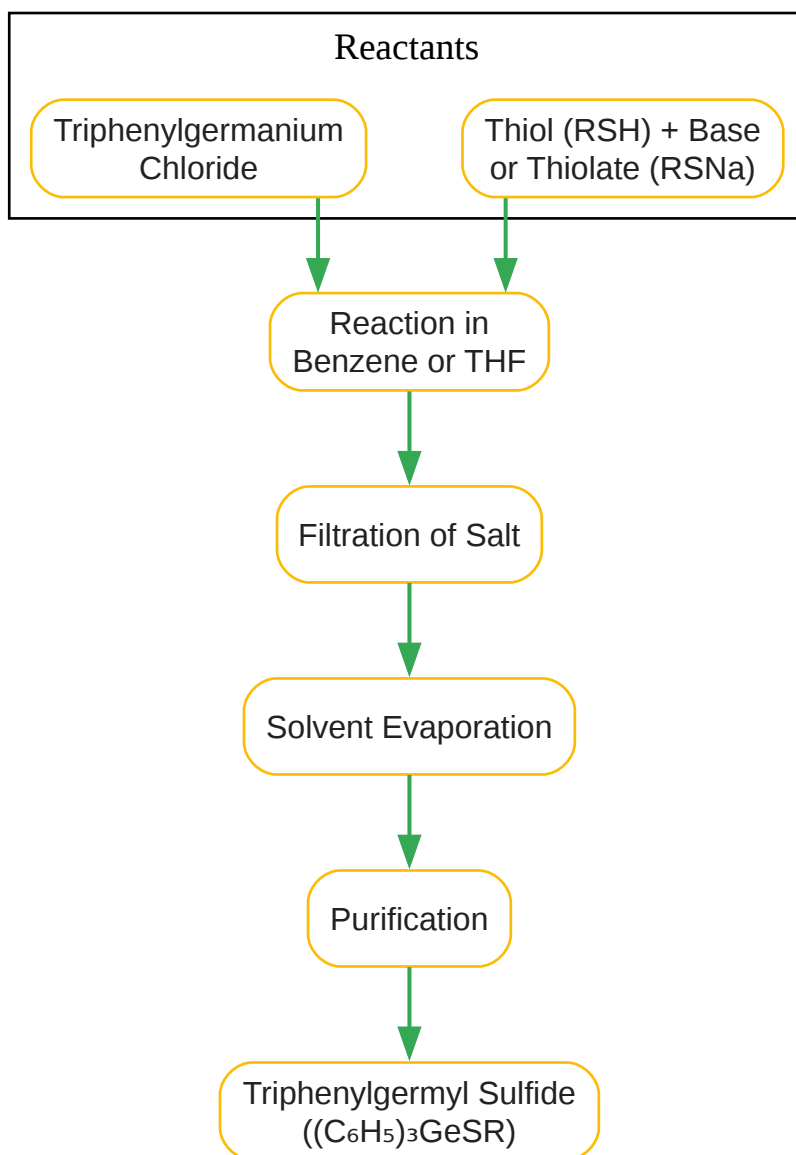 Reactants
Triphenylgermanium
Chloride
Thiol (RSH) + Base
or Thiolate (RSNa)
Reaction in
Benzene or THF
Filtration of Salt
Solvent Evaporation
Purification
Triphenylgermyl Sulfide
((C₆H₅)₃GeSR)